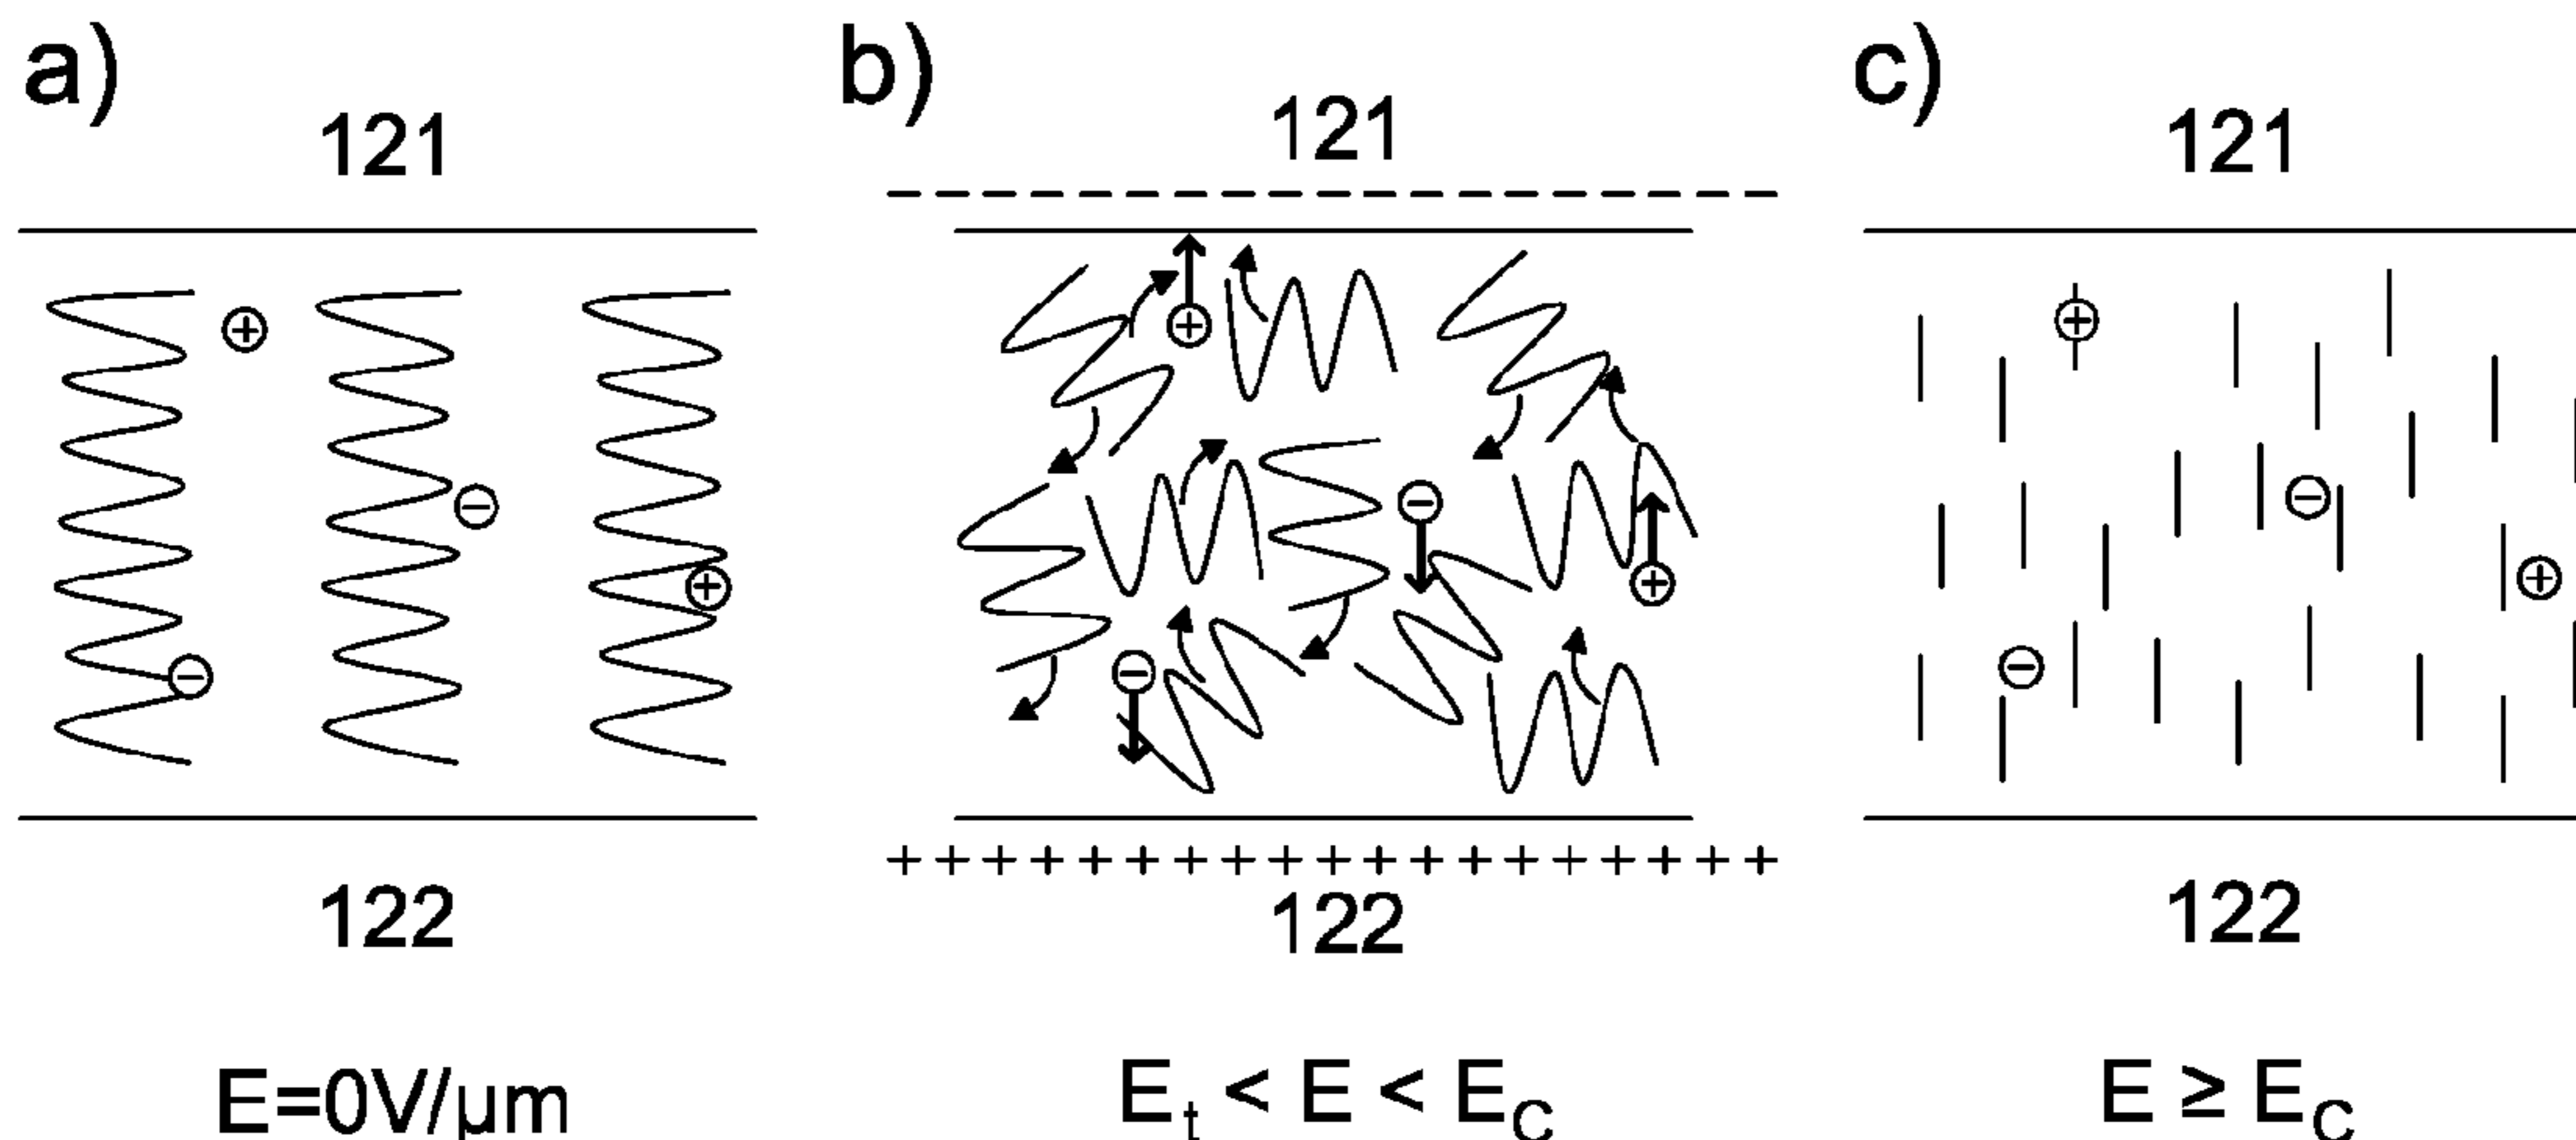 a)
121
122
E=0V/μm
b)
121
− − − − − − − − − − − − − − − − − − −
+ + + + + + + + + + + + + + + + + + +
122
E_t < E < E_C
c)
121
122
E ≥ E_C